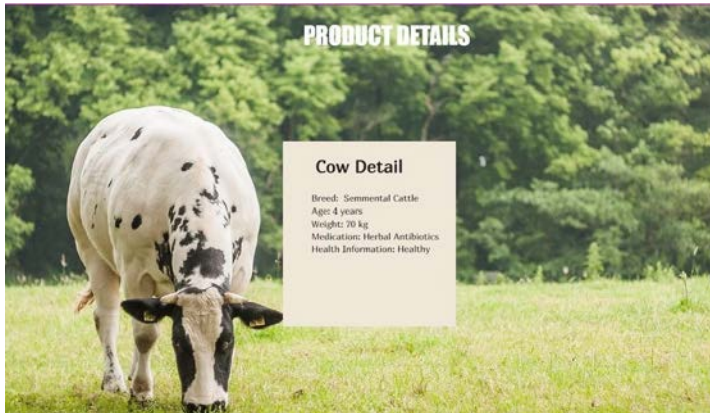 PRODUCT DETAILS
Cow Detail
Breed: Semmental Cattle
Age: 4 years
Weight: 70 kg
Medication: Herbal Antibiotics
Health Information: Healthy